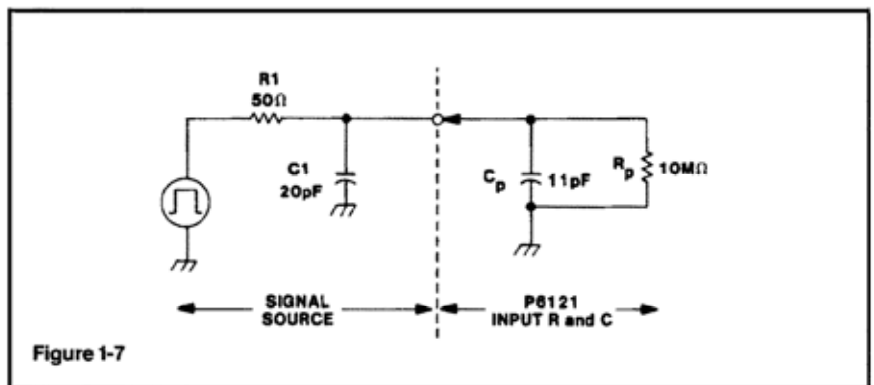 R1
50Ω
C1
20pF
Cp
11pF
Rp
10MΩ
SIGNAL
SOURCE
P6121
INPUT R and C
Figure 1-7